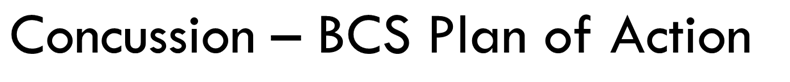 Concussion – BCS Plan of Action